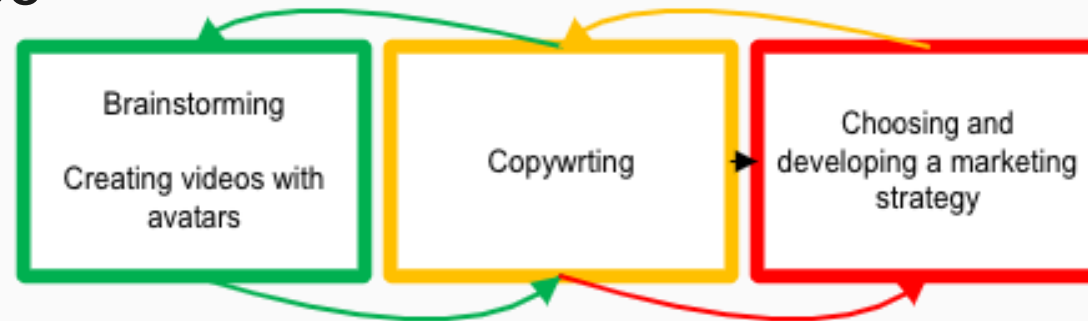 Brainstorming
Creating videos with
avatars
Copywrting
Choosing and
developing a marketing
strategy